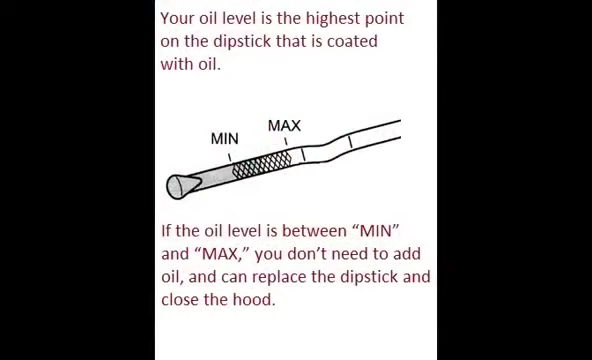 Your oil level is the highest point
on the dipstick that is coated
with oil.
MAX
MIN
If the oil level is between “MIN”
and “MAX,” you don’t need to add
oil, and can replace the dipstick and
close the hood.